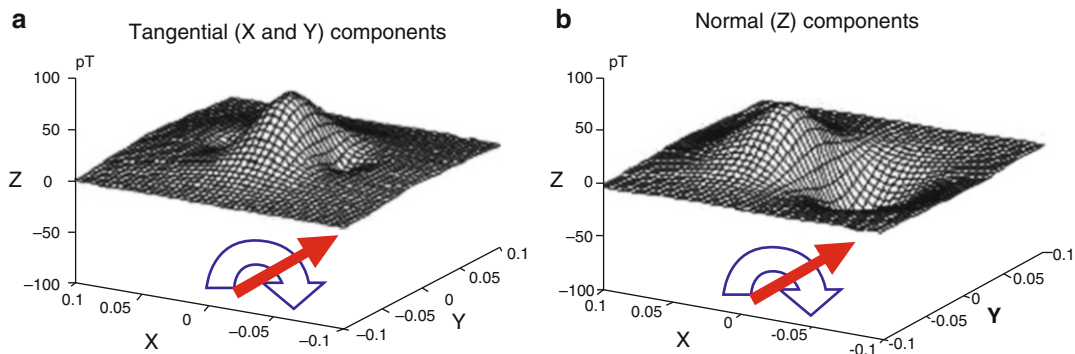 a
Tangential (X and Y) components
pT
100
50
Z
0
–50
–100
0.1
0.05
0
–0.05
–0.1
X
–0.1
–0.05
0
0.05
0.1
Y
b
Normal (Z) components
pT
100
50
Z
0
–50
–100
0.1
0.05
0
-0.05
-0.1
X
-0.1
-0.05
0
0.05
0.1
Y